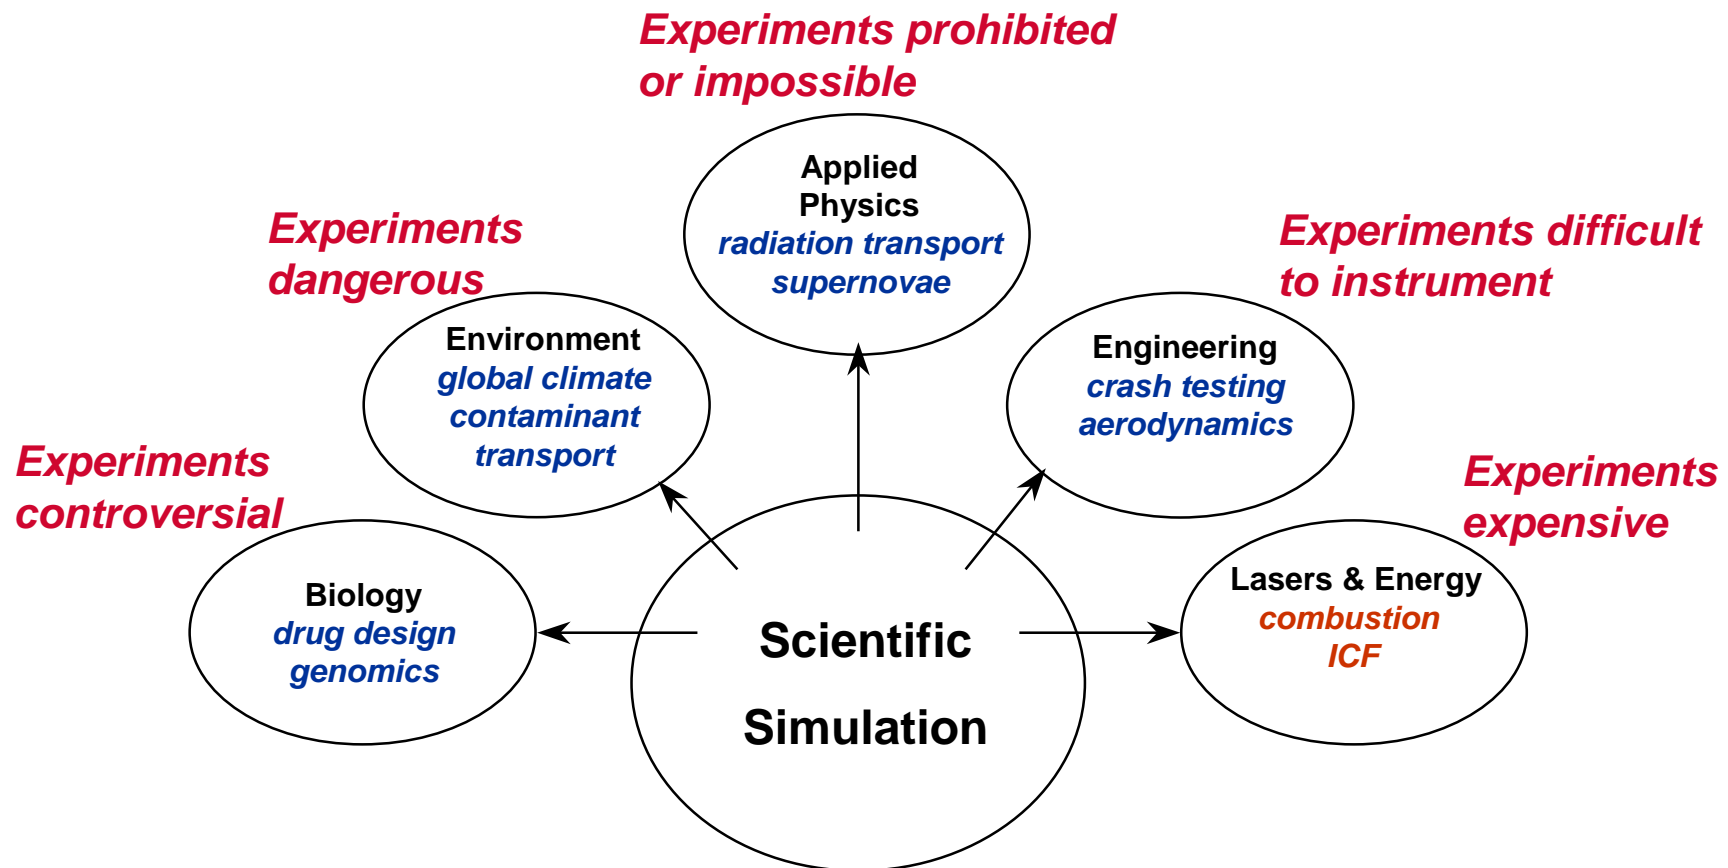 Experiments prohibited
or impossible
Applied
Physics
radiation transport
supernovae
Experiments
dangerous
Environment
global climate
contaminant
transport
Experiments difficult
to instrument
Engineering
crash testing
aerodynamics
Experiments
controversial
Biology
drug design
genomics
Experiments
expensive
Lasers & Energy
combustion
ICF
Scientific
Simulation